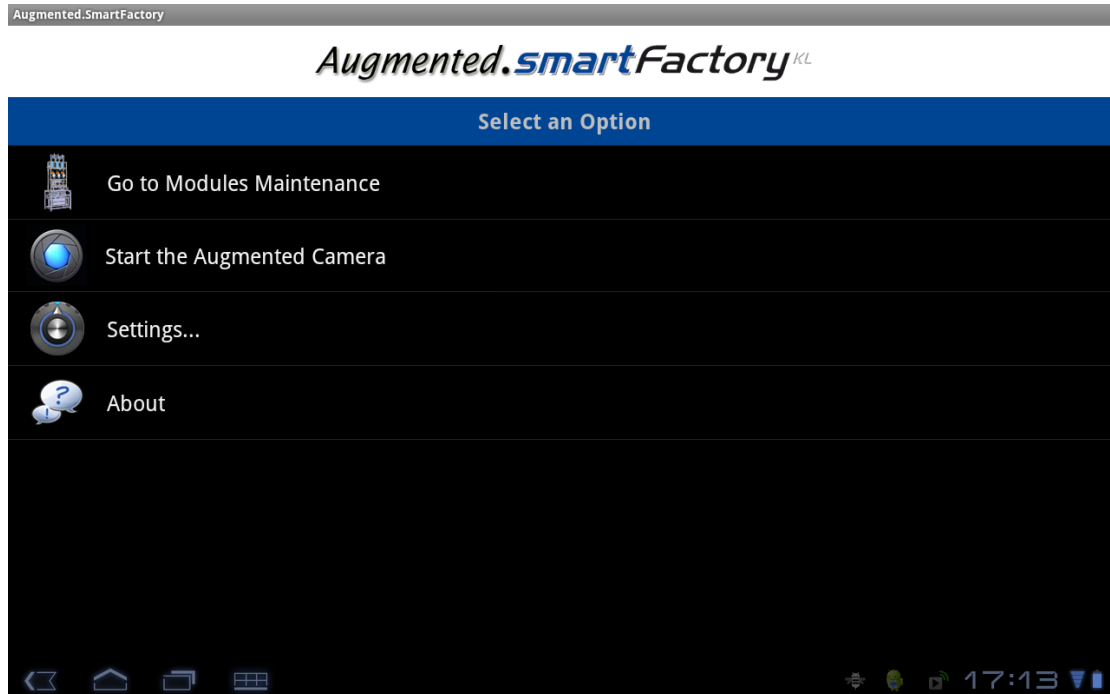 Augmented.SmartFactory
Augmented.smartFactory KL
Select an Option
Go to Modules Maintenance
Start the Augmented Camera
Settings...
About
17:13